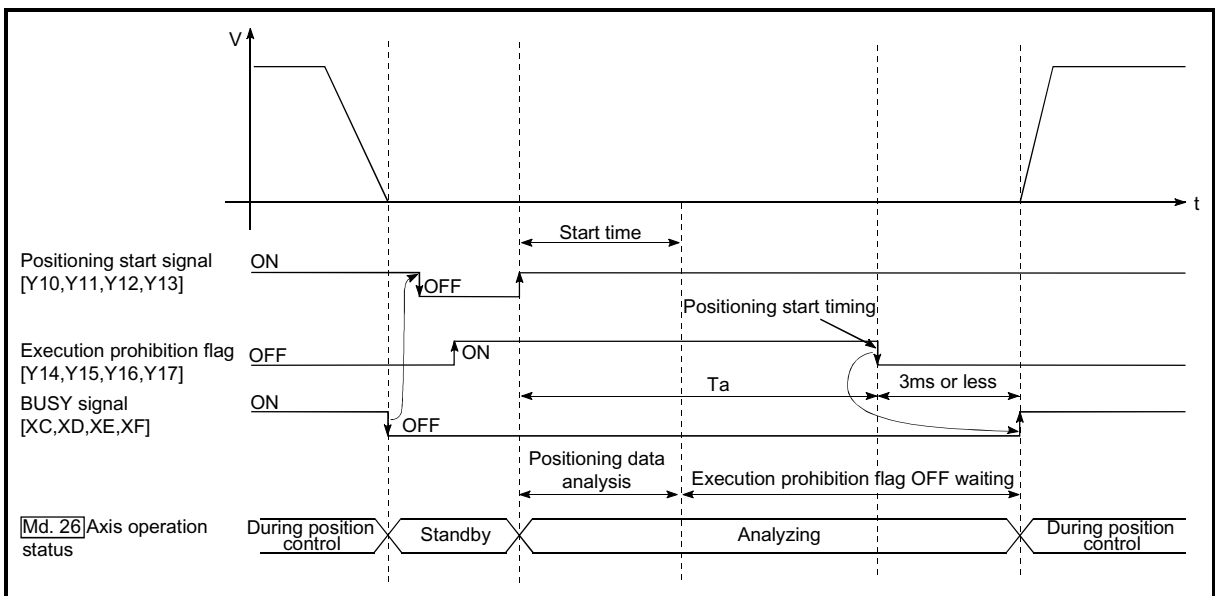 V
t
Start time
Positioning start signal
[Y10,Y11,Y12,Y13]
ON
OFF
Positioning start timing
Execution prohibition flag
[Y14,Y15,Y16,Y17]
OFF
ON
Ta
3ms or less
BUSY signal
[XC,XD,XE,XF]
ON
OFF
Positioning data
analysis
Execution prohibition flag OFF waiting
Md. 26 Axis operation
status
During position
control
Standby
Analyzing
During position
control